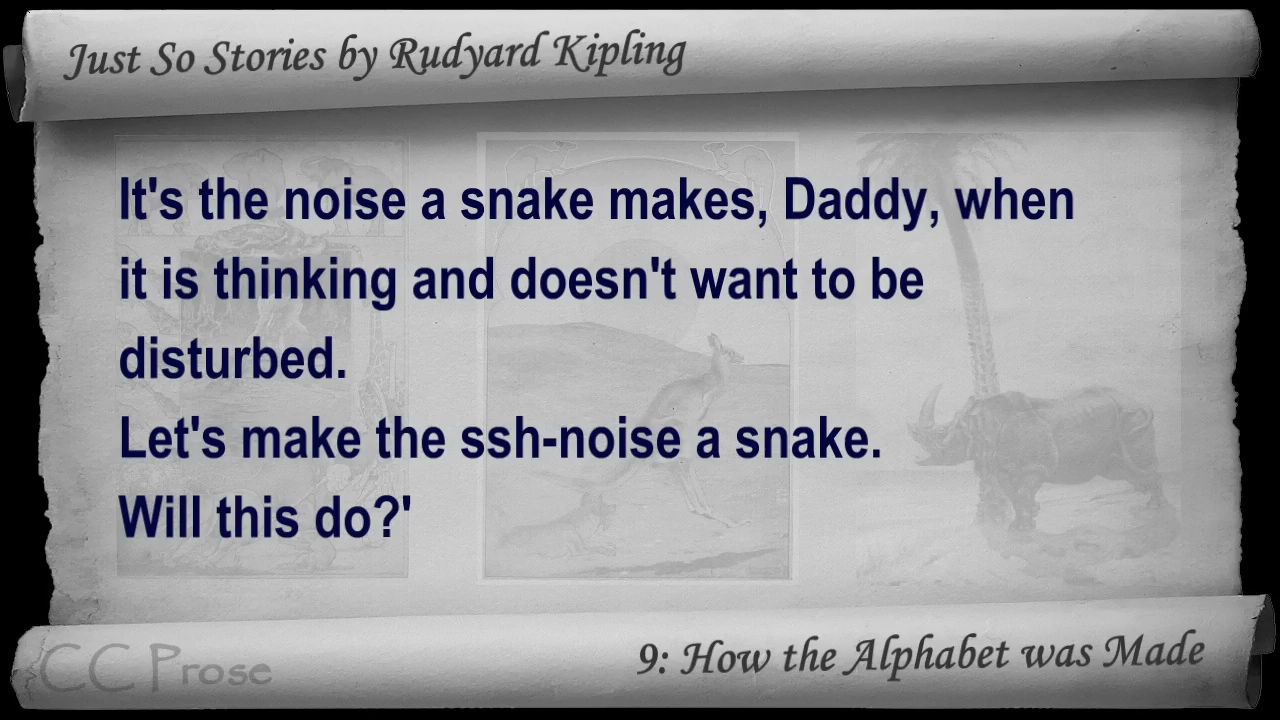 Just So Stories by Rudyard Kipling
It's the noise a snake makes, Daddy, when
it is thinking and doesn't want to be
disturbed.
Let's make the ssh-noise a snake.
Will this do?'
CC Prose
9: How the Alphabet was Made